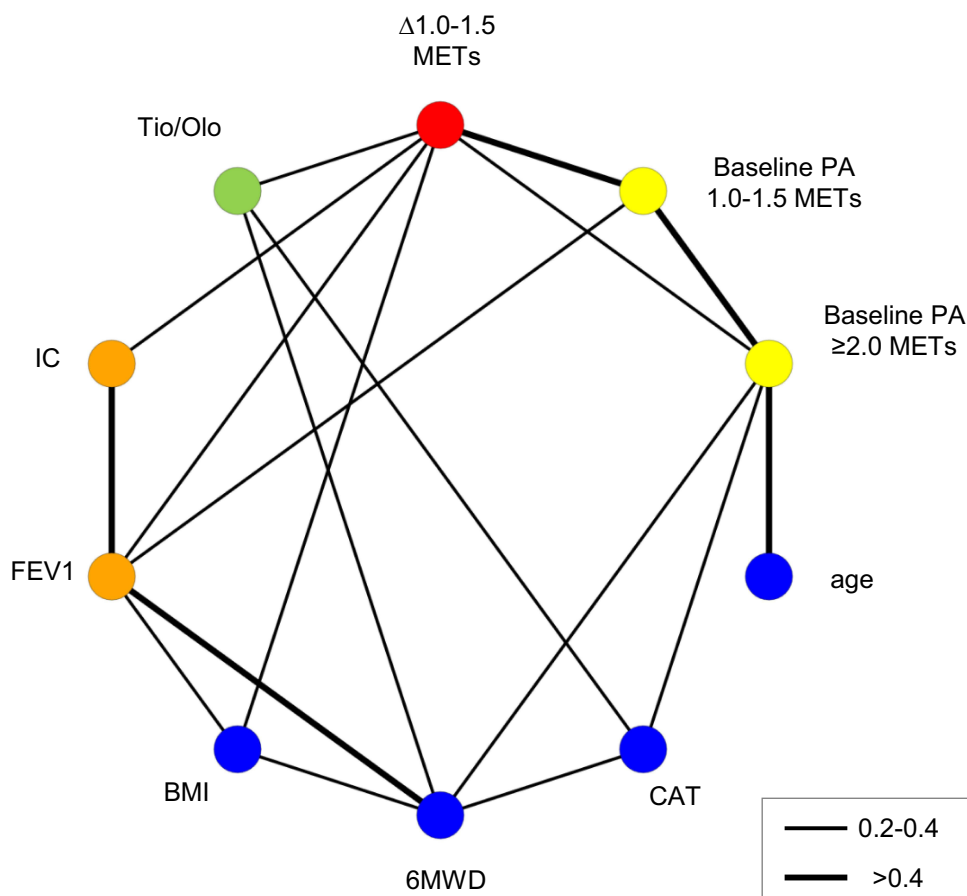 Δ1.0-1.5
METs
Tio/Olo
Baseline PA
1.0-1.5 METs
Baseline PA
≥2.0 METs
IC
FEV1
age
BMI
CAT
6MWD
0.2-0.4
>0.4